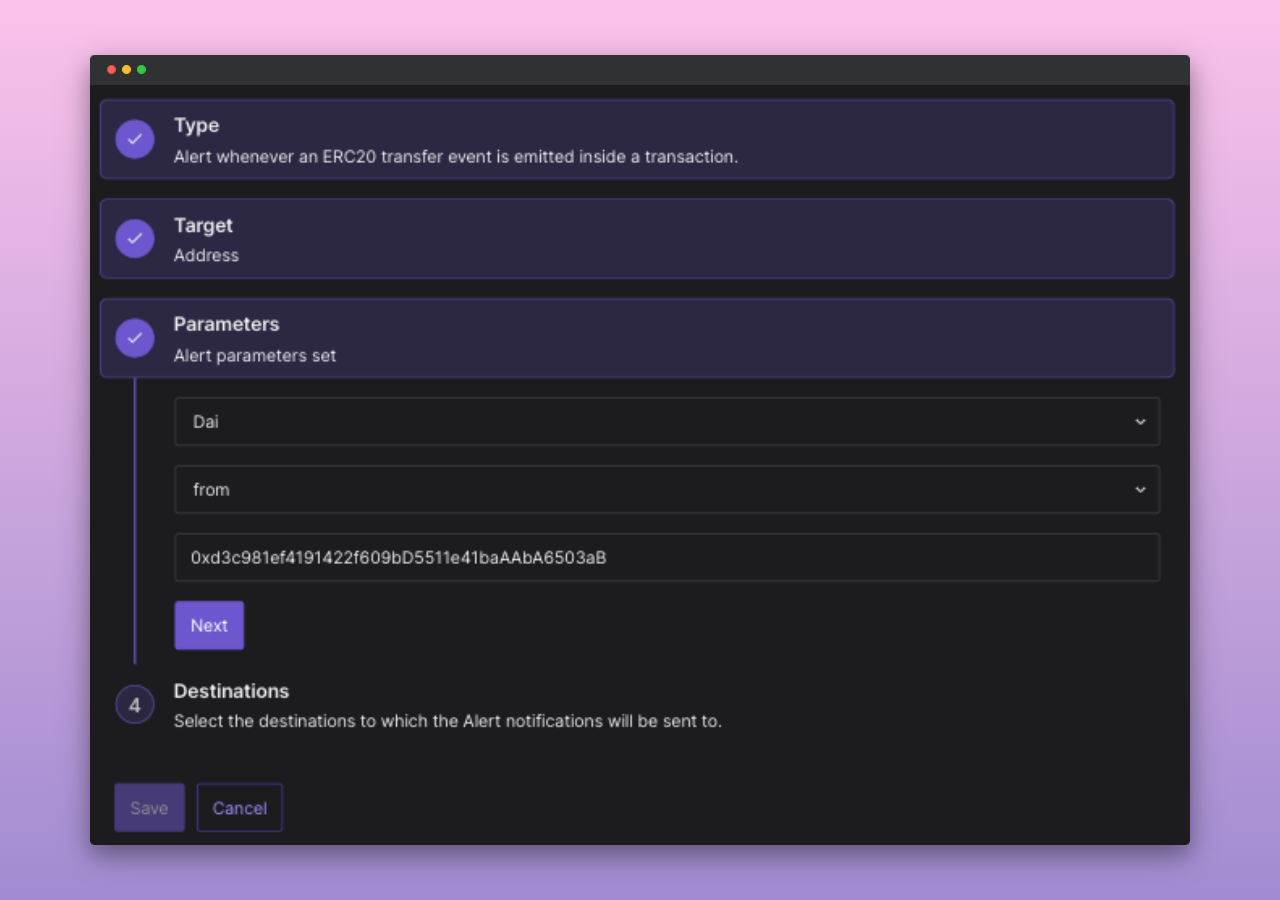 Type
Alert whenever an ERC20 transfer event is emitted inside a transaction.
Target
Address
Parameters
Alert parameters set
Dai
from
0xd3c981ef4191422f609bD5511e41baAAbA6503aB
Next
4
Destinations
Select the destinations to which the Alert notifications will be sent to.
Save
Cancel